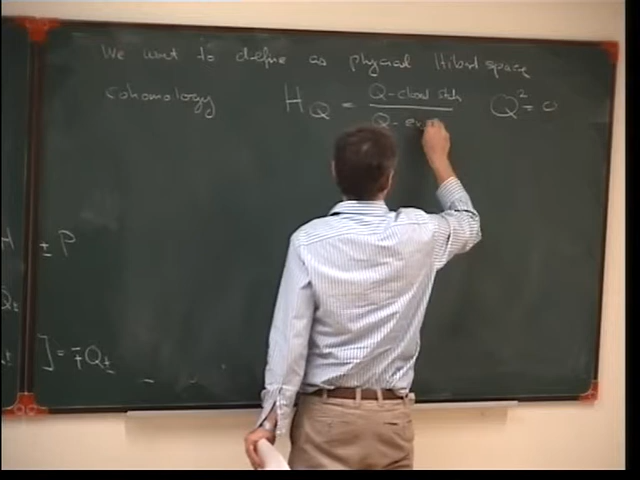 We want to define as physical Hilbert space
cohomology H_Q = Q-closed sts Q² = 0
Q- ex
± P
] = ∓Q±